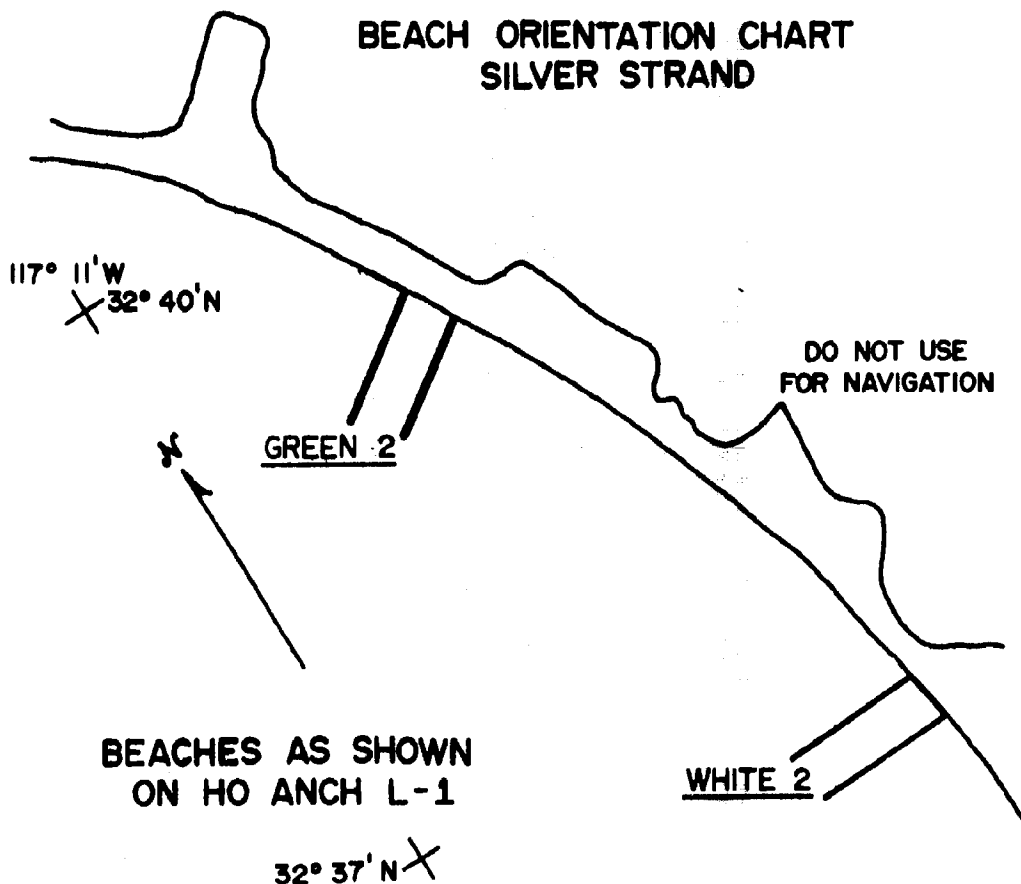 BEACH ORIENTATION CHART
SILVER STRAND
117° 11'W
32° 40'N
DO NOT USE
FOR NAVIGATION
GREEN 2
N
BEACHES AS SHOWN
ON HO ANCH L-1
WHITE 2
32° 37' N